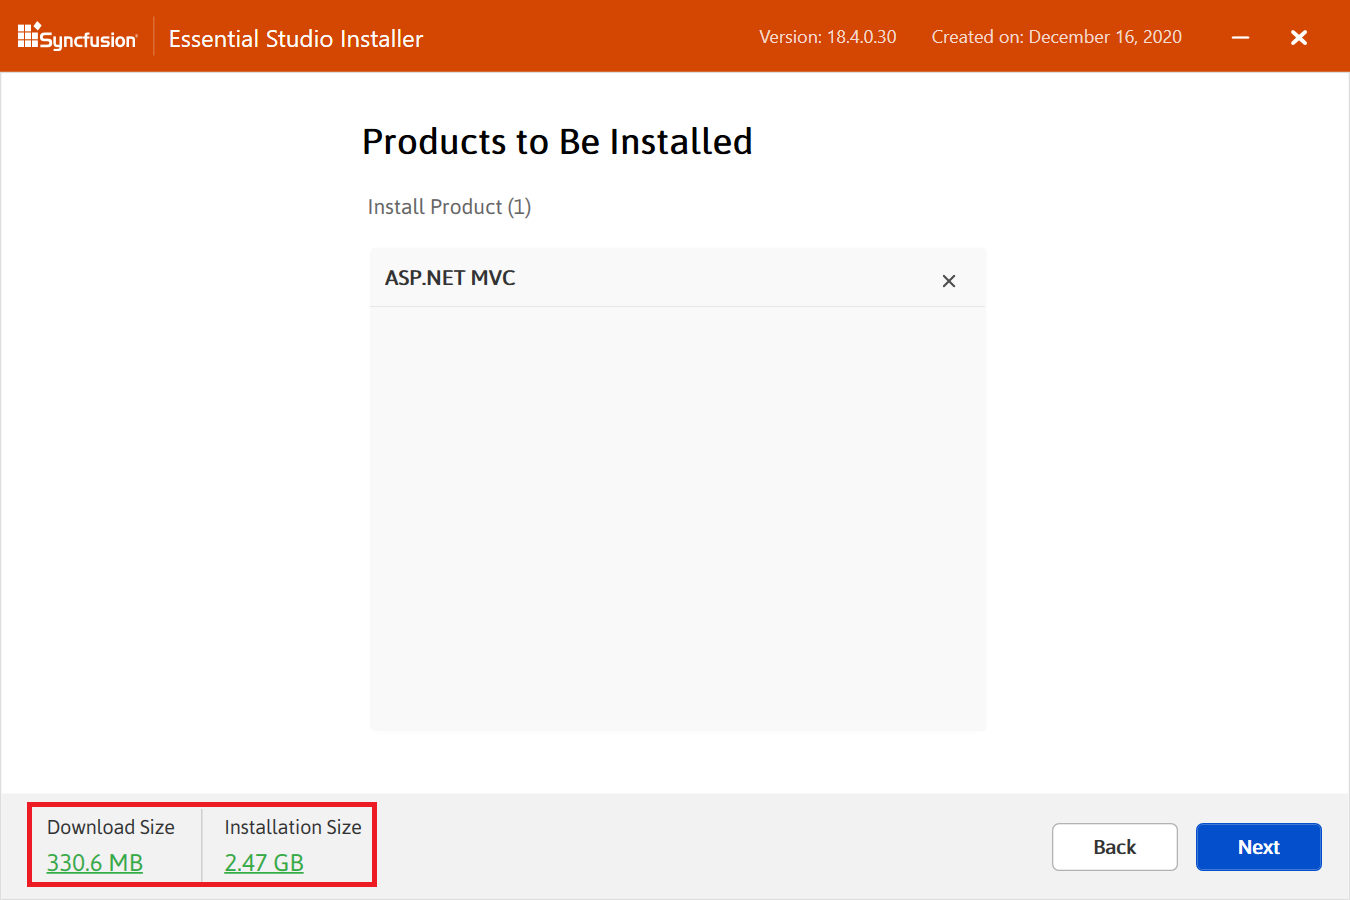 Syncfusion Essential Studio Installer Version: 18.4.0.30 Created on: December 16, 2020
Products to Be Installed
Install Product (1)
ASP.NET MVC
Download Size Installation Size
330.6 MB 2.47 GB
Back Next